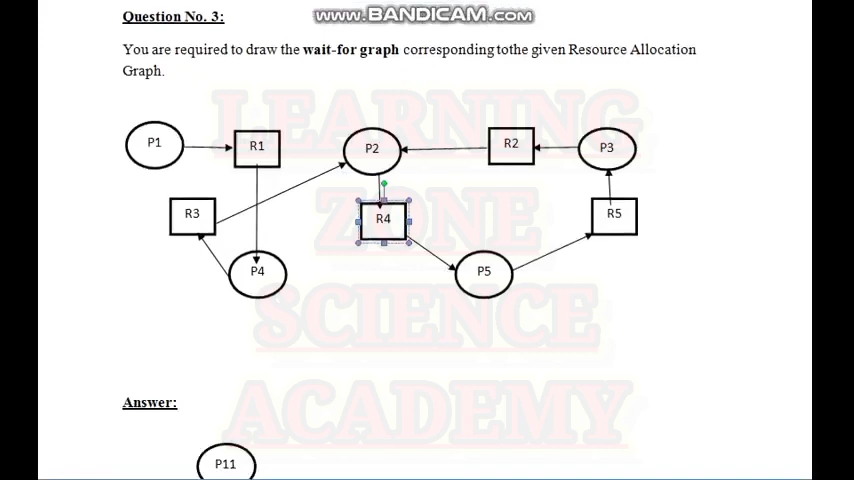 www.BANDICAM.com
Question No. 3:
You are required to draw the wait-for graph corresponding tothe given Resource Allocation
Graph.
LEARNING
ZONE
SCIENCE
ACADEMY
P1
R1
P2
R2
P3
R3
R4
R5
P4
P5
Answer:
P11